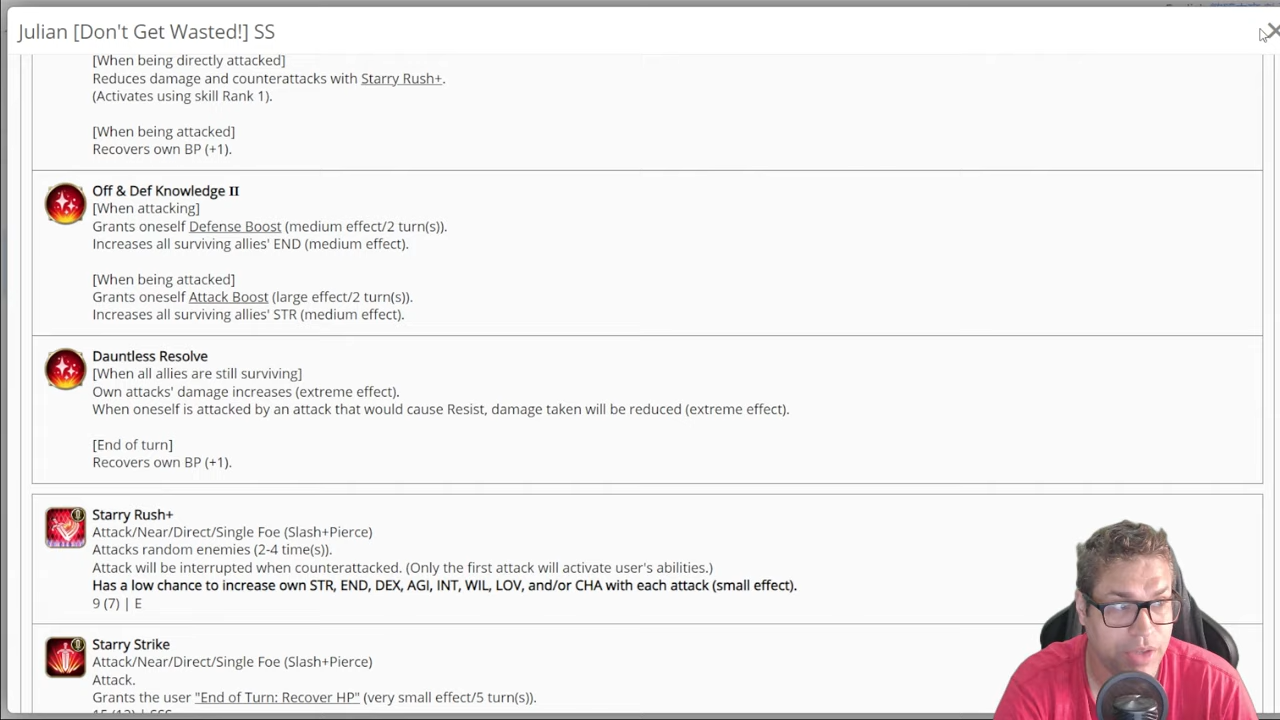 Julian [Don't Get Wasted!] SS
[When being directly attacked]
Reduces damage and counterattacks with Starry Rush+.
(Activates using skill Rank 1).
[When being attacked]
Recovers own BP (+1).
Off & Def Knowledge II
[When attacking]
Grants oneself Defense Boost (medium effect/2 turn(s)).
Increases all surviving allies' END (medium effect).
[When being attacked]
Grants oneself Attack Boost (large effect/2 turn(s)).
Increases all surviving allies' STR (medium effect).
Dauntless Resolve
[When all allies are still surviving]
Own attacks' damage increases (extreme effect).
When oneself is attacked by an attack that would cause Resist, damage taken will be reduced (extreme effect).
[End of turn]
Recovers own BP (+1).
Starry Rush+
Attack/Near/Direct/Single Foe (Slash+Pierce)
Attacks random enemies (2-4 time(s)).
Attack will be interrupted when counterattacked. (Only the first attack will activate user's abilities.)
Has a low chance to increase own STR, END, DEX, AGI, INT, WIL, LOV, and/or CHA with each attack (small effect).
9 (7) | E
Starry Strike
Attack/Near/Direct/Single Foe (Slash+Pierce)
Attack.
Grants the user "End of Turn: Recover HP" (very small effect/5 turn(s)).